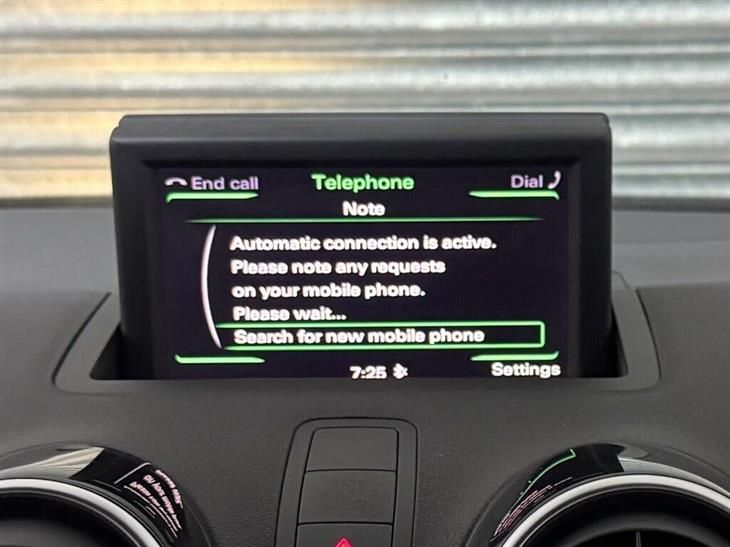 End call Telephone Dial
Note
Automatic connection is active.
Please note any requests
on your mobile phone.
Please wait...
Search for new mobile phone
7:25 Settings